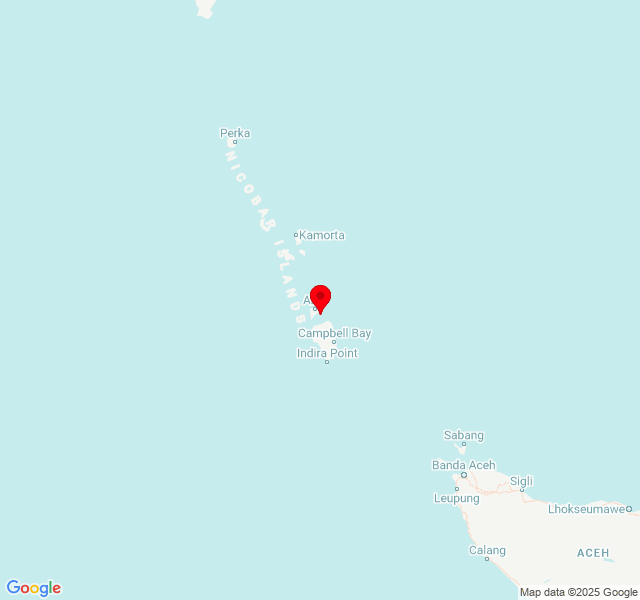 Perka
NICOBAR ISLANDS
Kamorta
Campbell Bay
Indira Point
Sabang
Banda Aceh
Sigli
Leupung
Lhokseumawe
Calang
ACEH
Google
Map data ©2025 Google